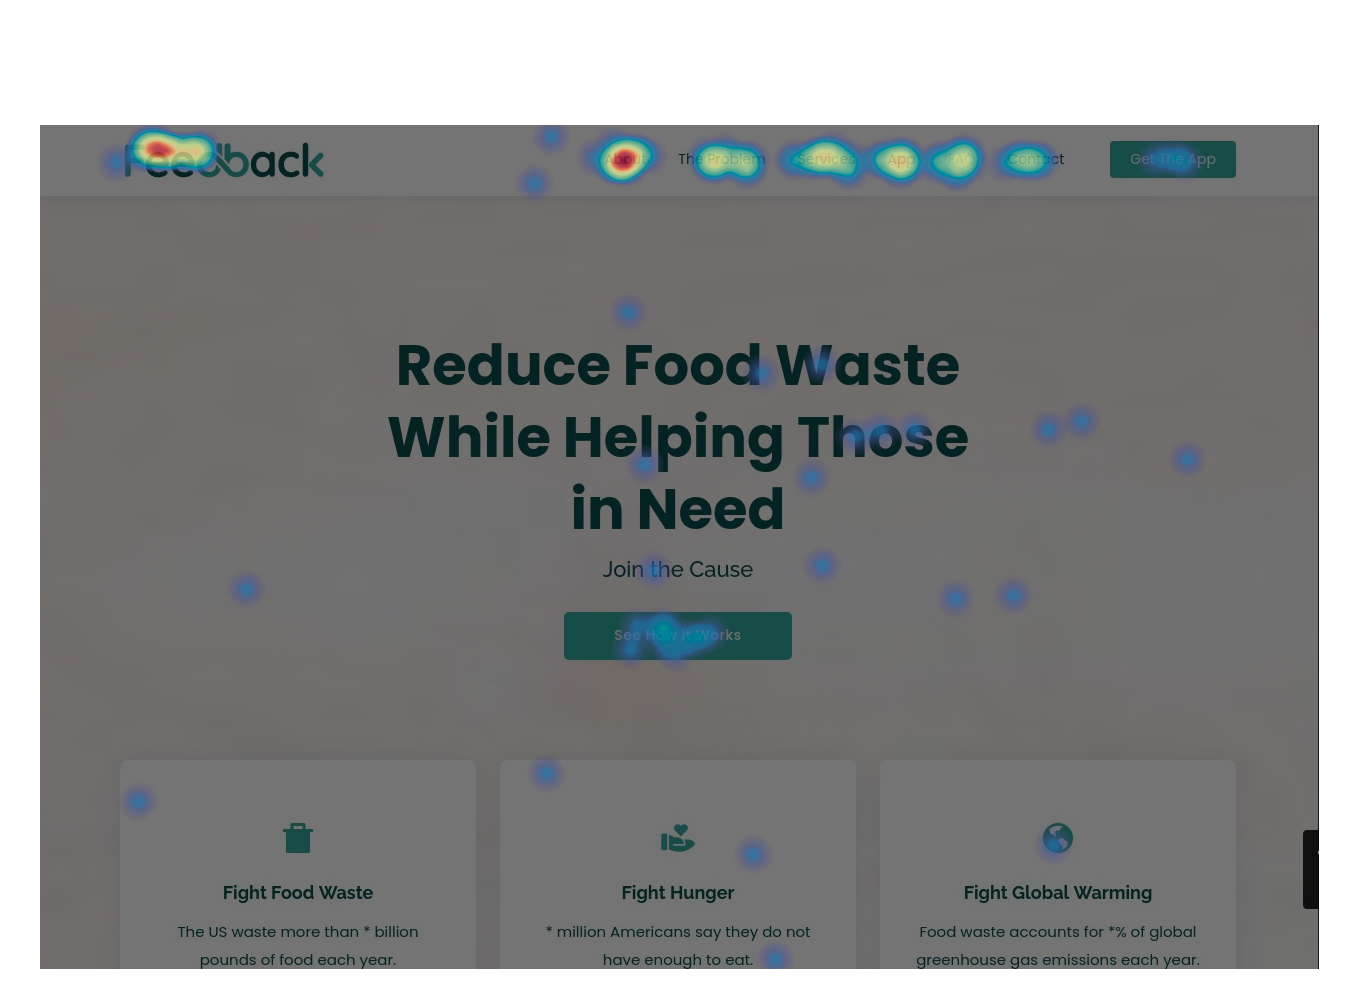 Feedback
About
The Problem
Services
App
FAQ
Contact
Get The App
Reduce Food Waste
While Helping Those
in Need
Join the Cause
See How It Works
Fight Food Waste
The US waste more than * billion
pounds of food each year.
Fight Hunger
* million Americans say they do not
have enough to eat.
Fight Global Warming
Food waste accounts for *% of global
greenhouse gas emissions each year.